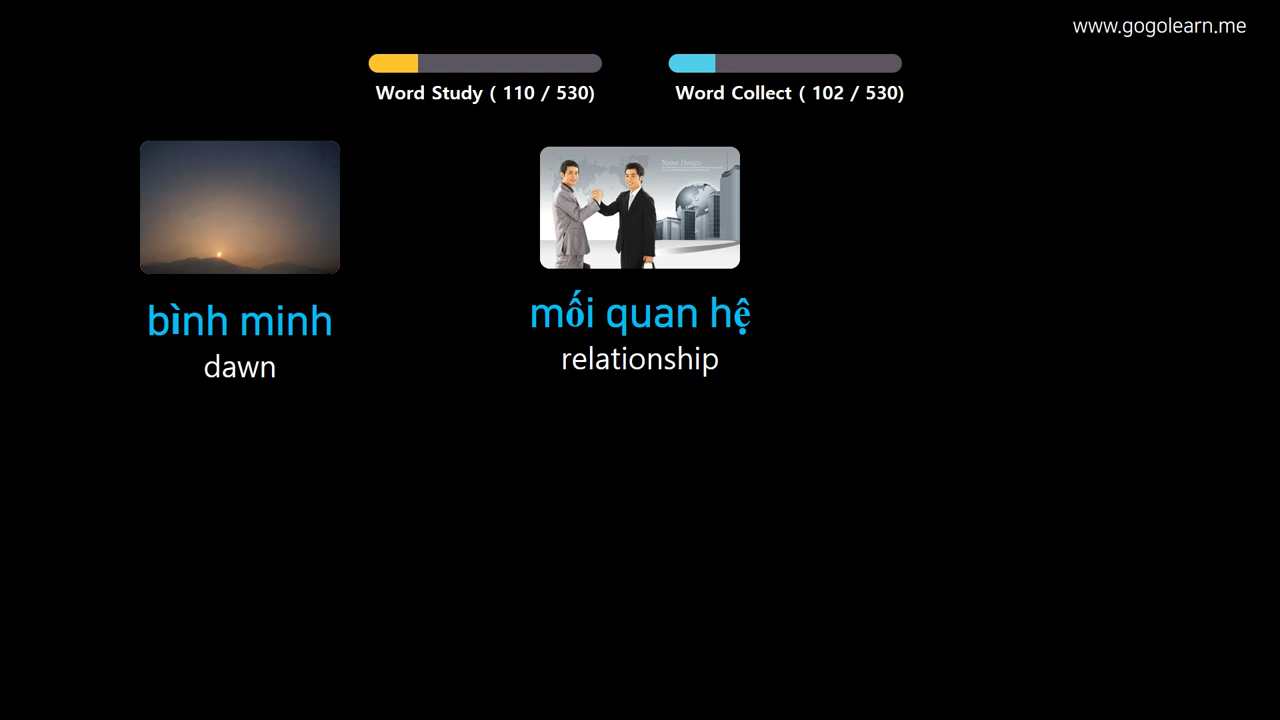 www.gogolearn.me
Word Study ( 110 / 530)
Word Collect ( 102 / 530)
bình minh
dawn
mối quan hệ
relationship